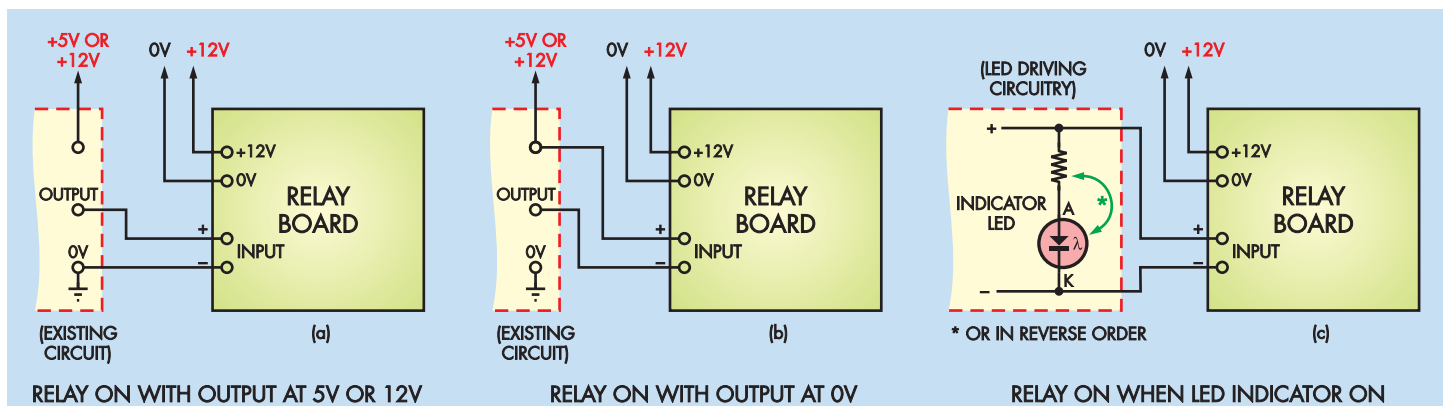 +5V OR
+12V
0V
+12V
+12V
0V
OUTPUT
+
INPUT
–
0V
RELAY
BOARD
(EXISTING
CIRCUIT)
(a)
RELAY ON WITH OUTPUT AT 5V OR 12V
+5V OR
+12V
0V
+12V
+12V
0V
OUTPUT
+
INPUT
–
0V
RELAY
BOARD
(EXISTING
CIRCUIT)
(b)
RELAY ON WITH OUTPUT AT 0V
(LED DRIVING
CIRCUITRY)
0V
+12V
+
+12V
0V
INDICATOR
LED
A
*
λ
K
–
+
INPUT
–
RELAY
BOARD
* OR IN REVERSE ORDER
(c)
RELAY ON WHEN LED INDICATOR ON